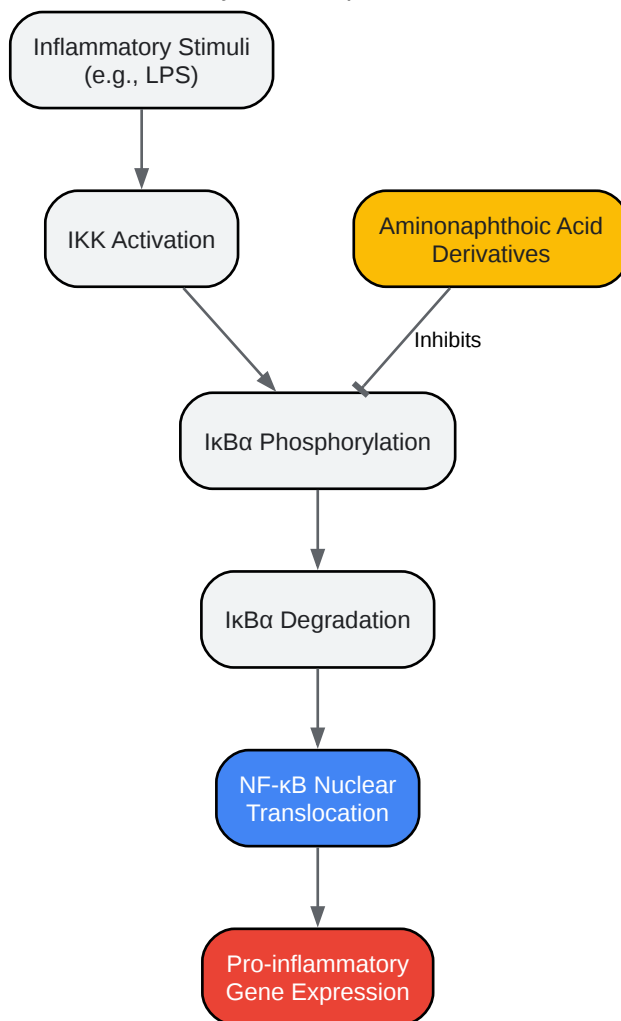 Inflammatory Stimuli
(e.g., LPS)
IKK Activation
Aminonaphthoic Acid
Derivatives
Inhibits
IκBα Phosphorylation
IκBα Degradation
NF-κB Nuclear
Translocation
Pro-inflammatory
Gene Expression